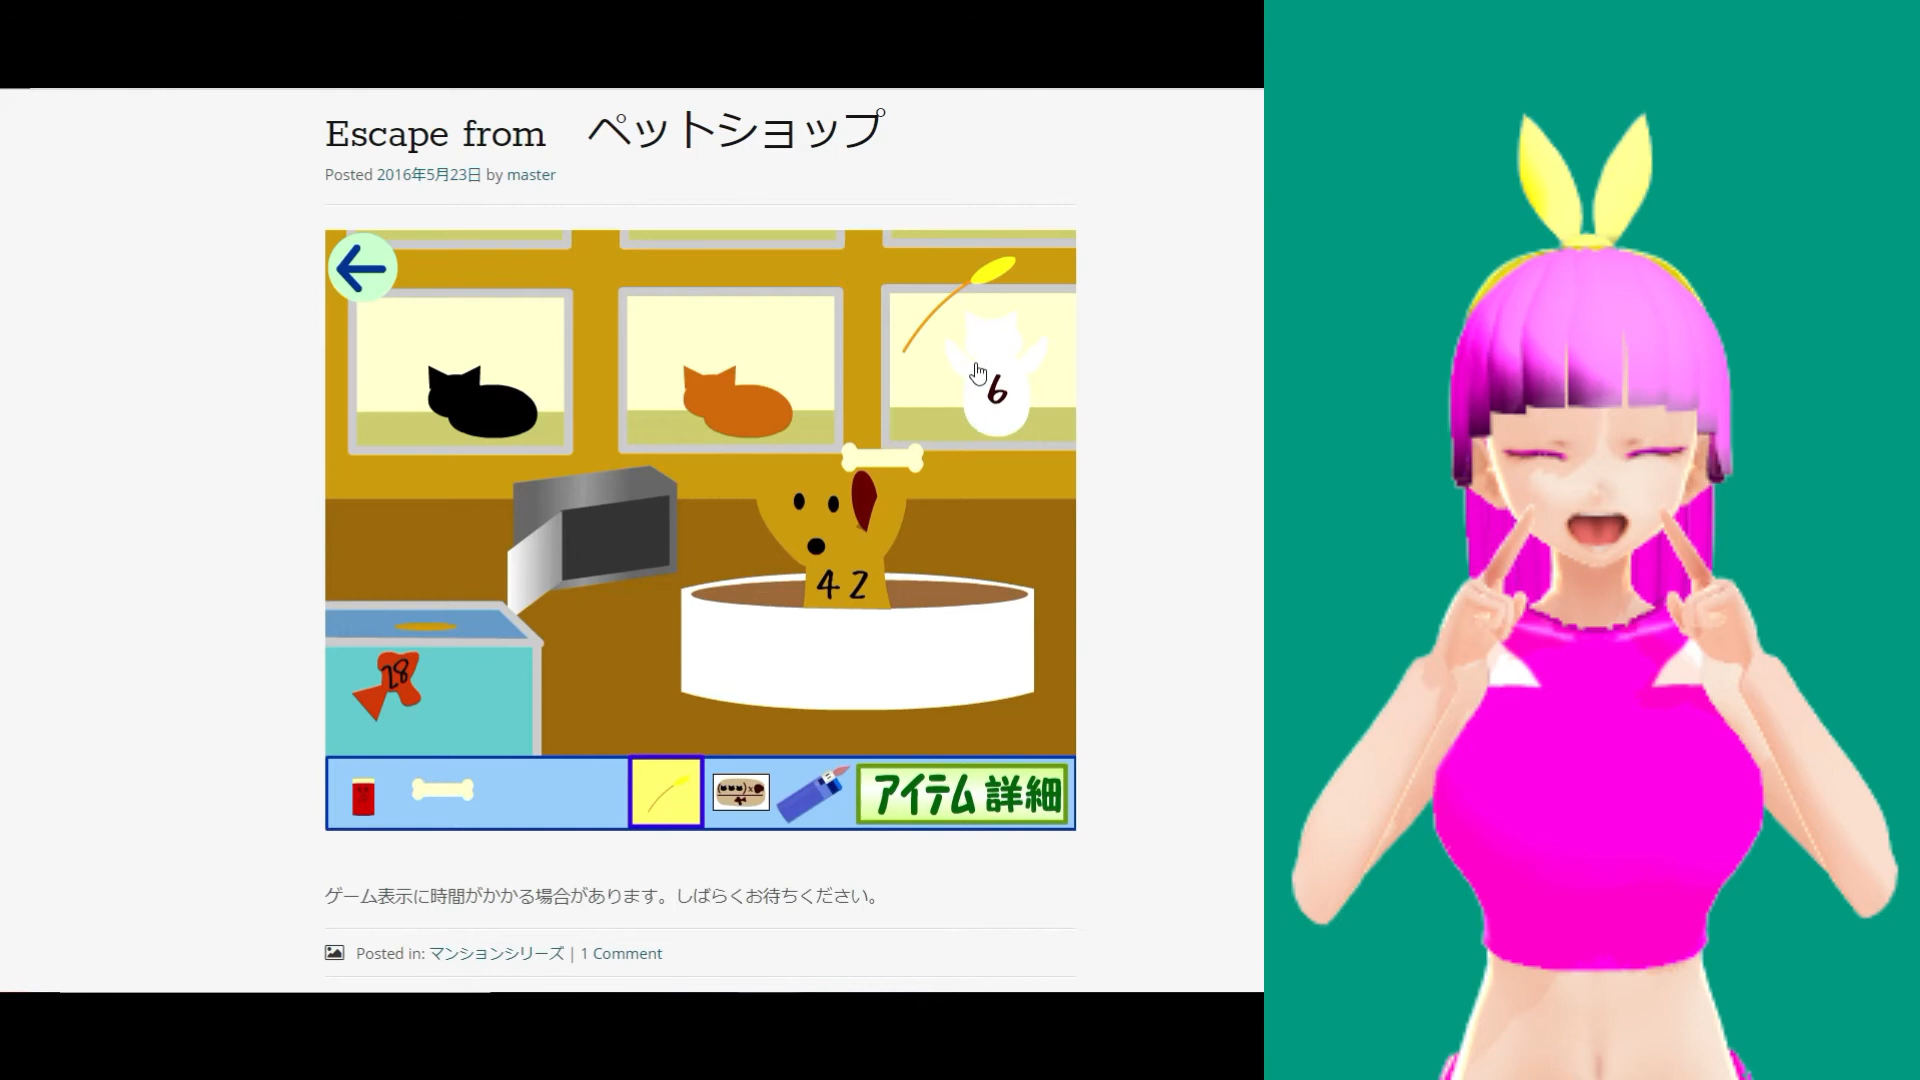 Escape from ペットショップ
Posted 2016年5月23日 by master
6
4 2
28
アイテム詳細
ゲーム表示に時間がかかる場合があります。しばらくお待ちください。
Posted in: マンションシリーズ | 1 Comment